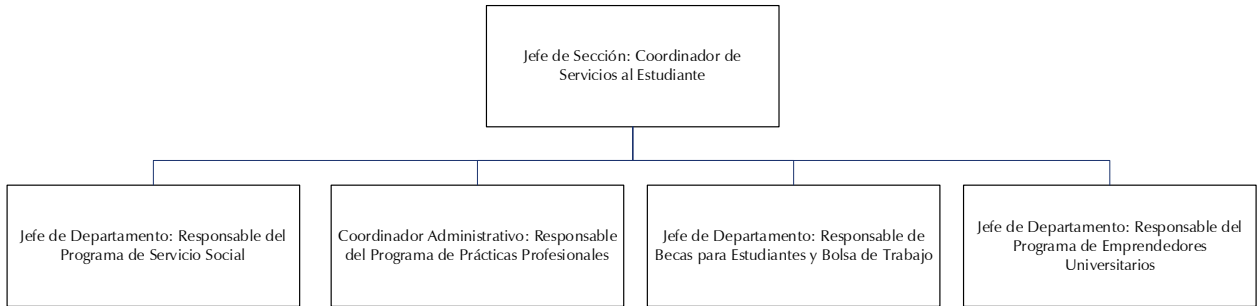 Jefe de Sección: Coordinador de
Servicios al Estudiante
Jefe de Departamento: Responsable del
Programa de Servicio Social
Coordinador Administrativo: Responsable
del Programa de Prácticas Profesionales
Jefe de Departamento: Responsable de
Becas para Estudiantes y Bolsa de Trabajo
Jefe de Departamento: Responsable del
Programa de Emprendedores
Universitarios